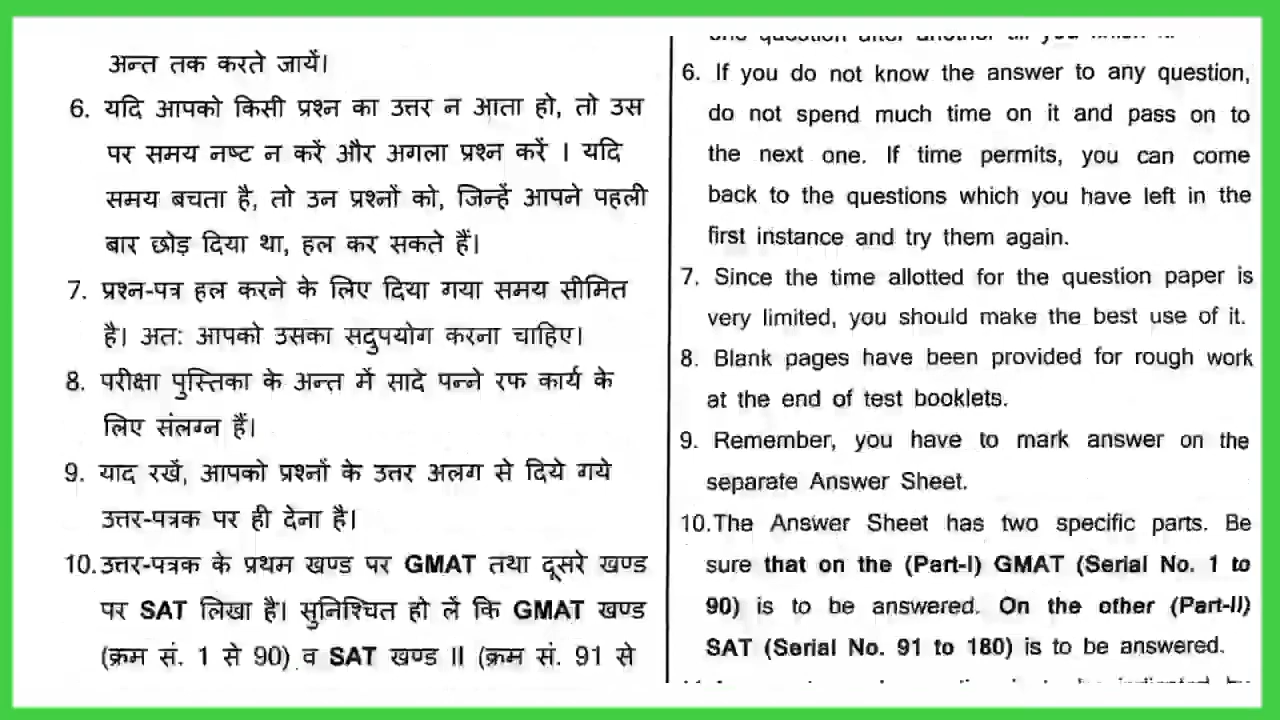 अन्त तक करते जायें।
6. यदि आपको किसी प्रश्न का उत्तर न आता हो, तो उस
पर समय नष्ट न करें और अगला प्रश्न करें । यदि
समय बचता है, तो उन प्रश्नों को, जिन्हें आपने पहली
बार छोड़ दिया था, हल कर सकते हैं।
7. प्रश्न-पत्र हल करने के लिए दिया गया समय सीमित
है। अत: आपको उसका सदुपयोग करना चाहिए।
8. परीक्षा पुस्तिका के अन्त में सादे पन्ने रफ कार्य के
लिए संलग्न हैं।
9. याद रखें, आपको प्रश्नों के उत्तर अलग से दिये गये
उत्तर-पत्रक पर ही देना है।
10.उत्तर-पत्रक के प्रथम खण्ड पर GMAT तथा दूसरे खण्ड
पर SAT लिखा है। सुनिश्चित हो लें कि GMAT खण्ड
(क्रम सं. 1 से 90) व SAT खण्ड II (क्रम सं. 91 से
one question after another till you finish it.
6. If you do not know the answer to any question,
do not spend much time on it and pass on to
the next one. If time permits, you can come
back to the questions which you have left in the
first instance and try them again.
7. Since the time allotted for the question paper is
very limited, you should make the best use of it.
8. Blank pages have been provided for rough work
at the end of test booklets.
9. Remember, you have to mark answer on the
separate Answer Sheet.
10.The Answer Sheet has two specific parts. Be
sure that on the (Part-I) GMAT (Serial No. 1 to
90) is to be answered. On the other (Part-II)
SAT (Serial No. 91 to 180) is to be answered.